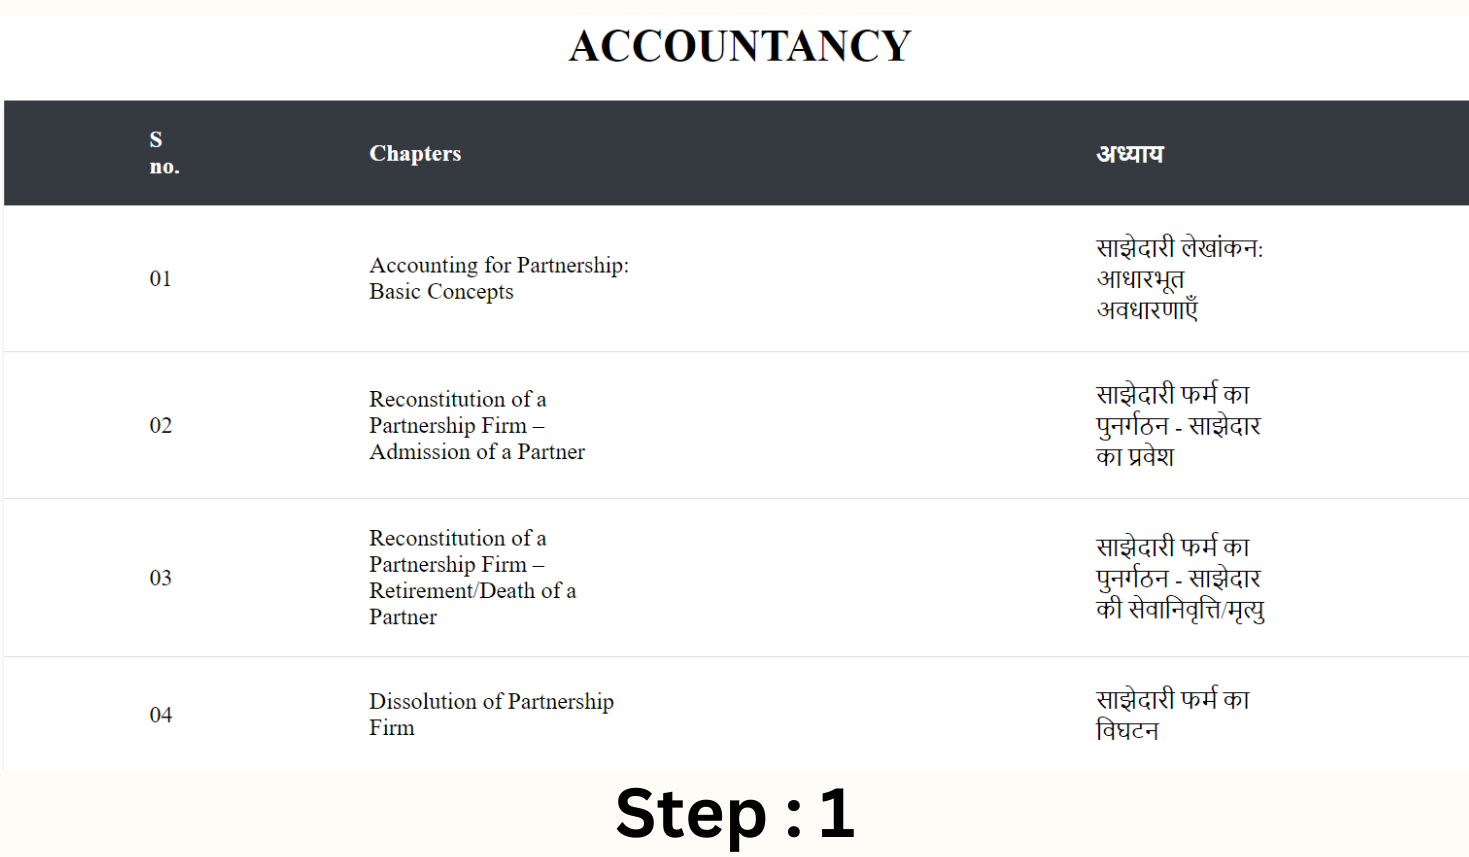 ACCOUNTANCY
S
no.
Chapters
अध्याय
01
Accounting for Partnership:
Basic Concepts
साझेदारी लेखांकन:
आधारभूत
अवधारणाएँ
02
Reconstitution of a
Partnership Firm –
Admission of a Partner
साझेदारी फर्म का
पुनर्गठन - साझेदार
का प्रवेश
03
Reconstitution of a
Partnership Firm –
Retirement/Death of a
Partner
साझेदारी फर्म का
पुनर्गठन - साझेदार
की सेवानिवृत्ति/मृत्यु
04
Dissolution of Partnership
Firm
साझेदारी फर्म का
विघटन
Step : 1